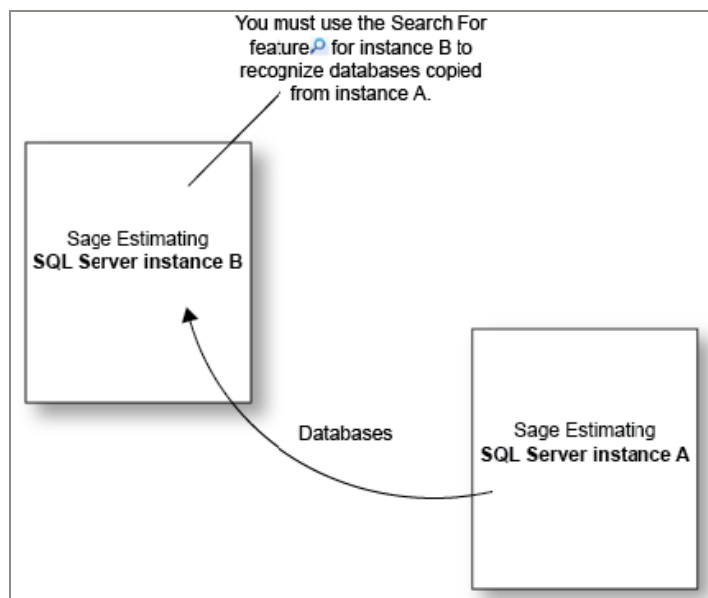 You must use the Search For
feature for instance B to
recognize databases copied
from instance A.
Sage Estimating
SQL Server instance B
Databases
Sage Estimating
SQL Server instance A